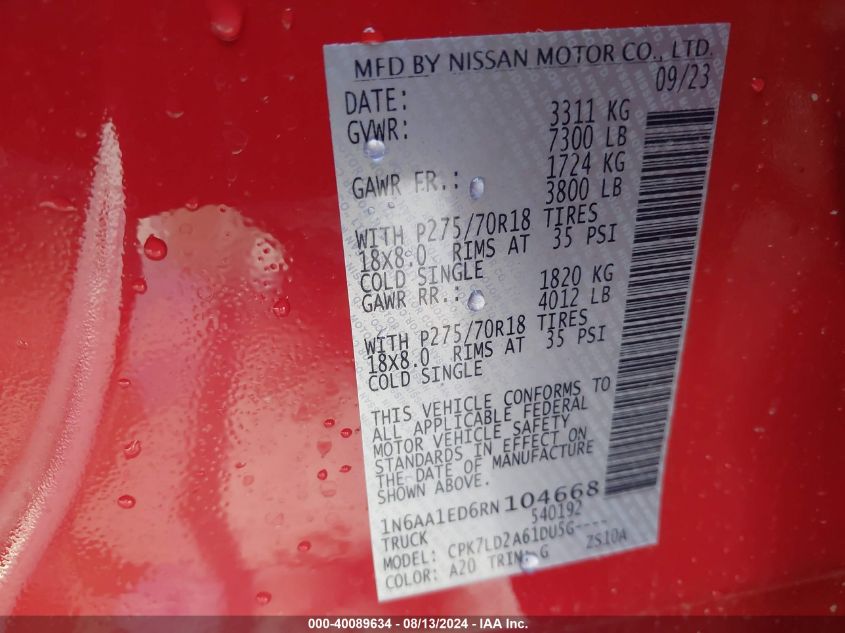 MFD BY NISSAN MOTOR CO., LTD.
DATE: 09/23
GVWR: 3311 KG
7300 LB
GAWR FR.: 1724 KG
3800 LB
WITH P275/70R18 TIRES
18X8.0 RIMS AT 35 PSI
COLD SINGLE
GAWR RR.: 1820 KG
4012 LB
WITH P275/70R18 TIRES
18X8.0 RIMS AT 35 PSI
COLD SINGLE
THIS VEHICLE CONFORMS TO
ALL APPLICABLE FEDERAL
MOTOR VEHICLE SAFETY
STANDARDS IN EFFECT ON
THE DATE OF MANUFACTURE
SHOWN ABOVE.
1N6AA1ED6RN104668
TRUCK 540192
MODEL: CPK7LD2A61DU5G----
COLOR: A20 TRIM: G ZS10A
000-40089634 - 08/13/2024 - IAA Inc.